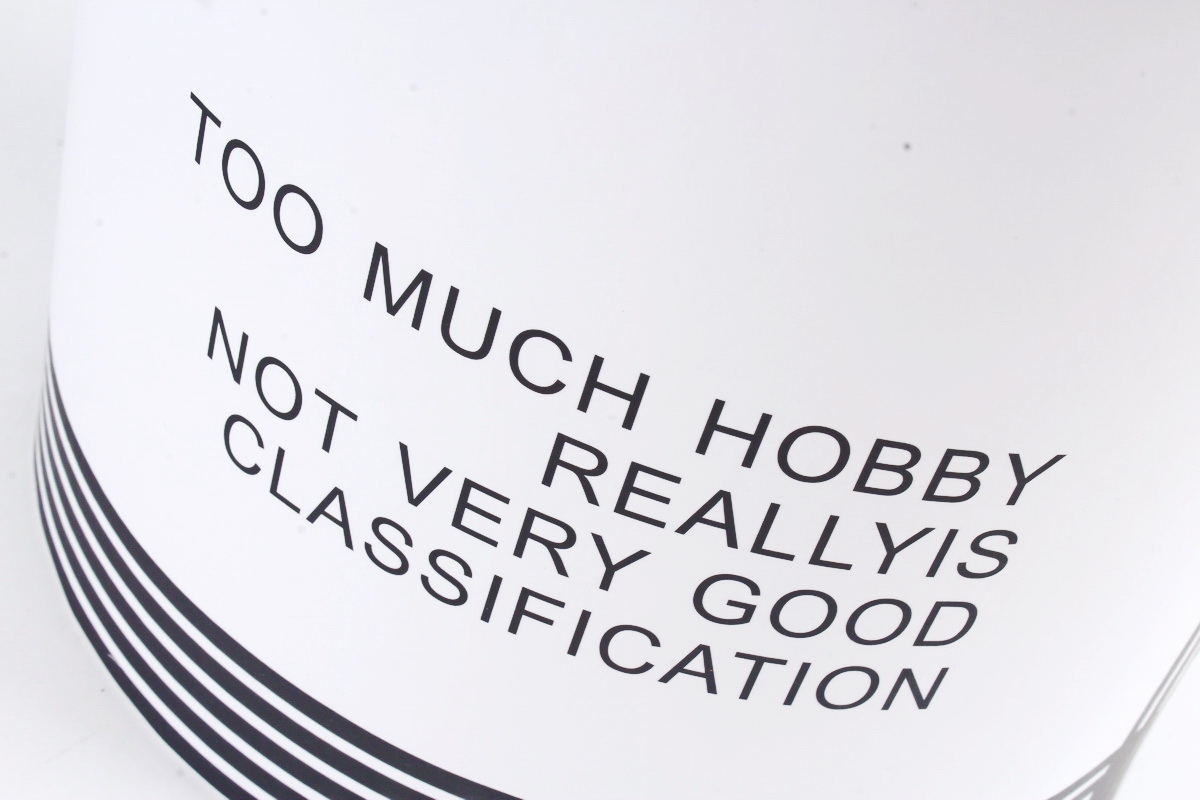 TOO MUCH HOBBY
REALLYIS
NOT VERY GOOD
CLASSIFICATION